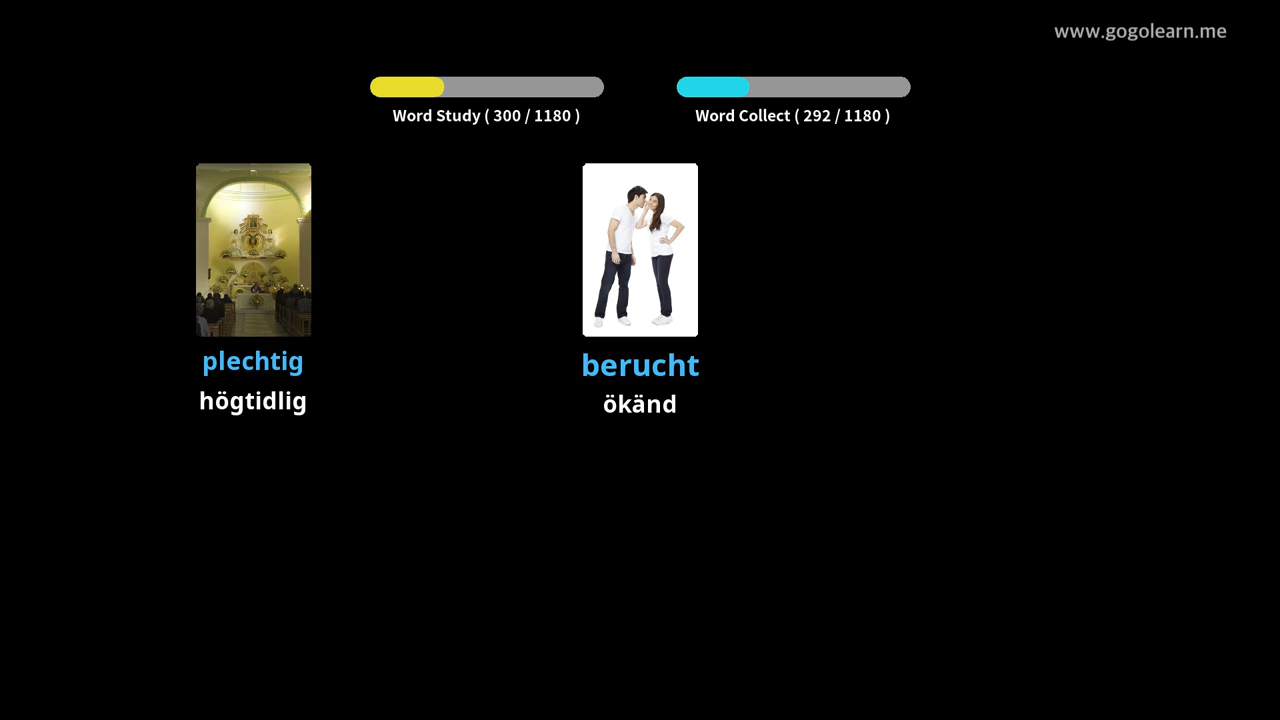 www.gogolearn.me
Word Study ( 300 / 1180 )
Word Collect ( 292 / 1180 )
plechtig
högtidlig
berucht
ökänd